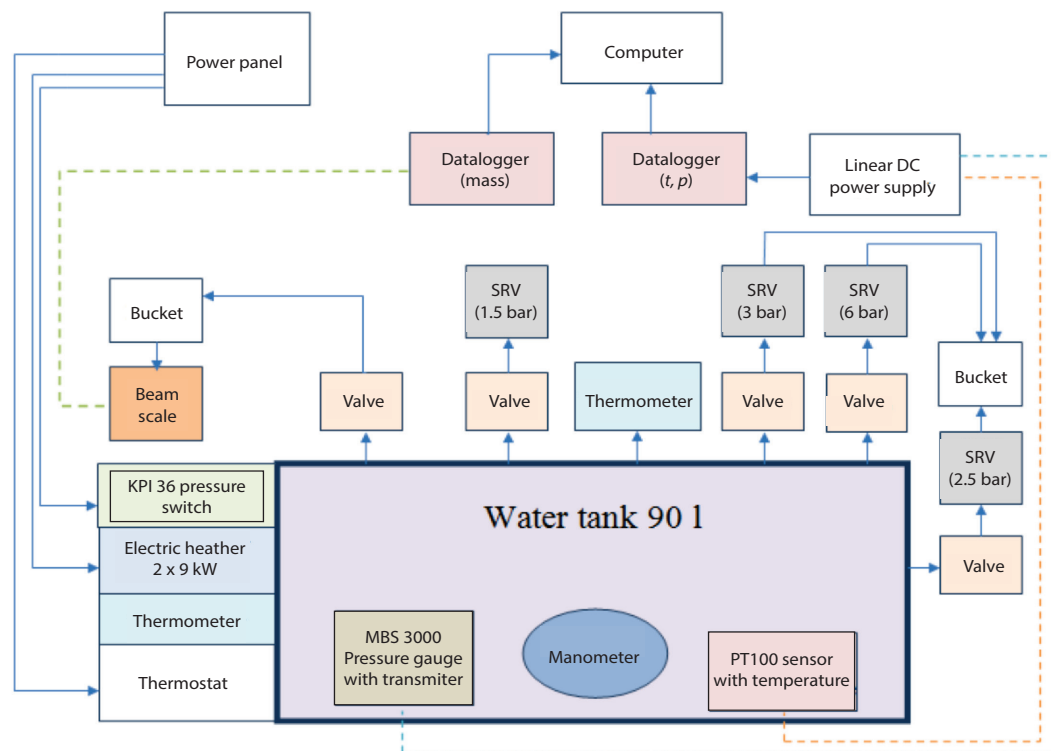 Power panel
Computer
Datalogger
(mass)
Datalogger
(t, p)
Linear DC
power supply
Bucket
SRV
(1.5 bar)
SRV
(3 bar)
SRV
(6 bar)
Beam
scale
Valve
Valve
Thermometer
Valve
Valve
Bucket
SRV
(2.5 bar)
Valve
KPI 36 pressure
switch
Electric heather
2 x 9 kW
Thermometer
Thermostat
Water tank 90 l
MBS 3000
Pressure gauge
with transmiter
Manometer
PT100 sensor
with temperature